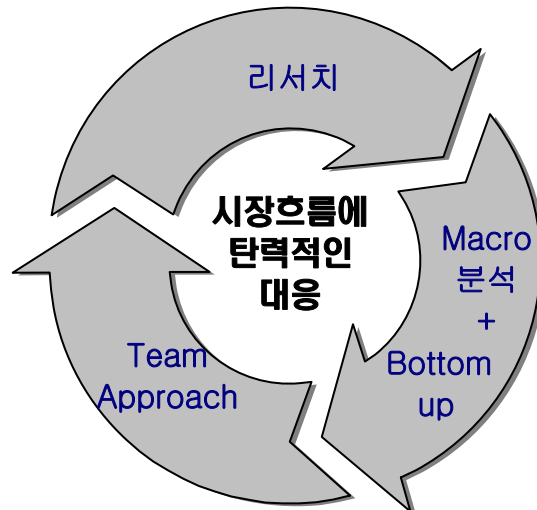 리서치
시장흐름에
탄력적인
대응
Macro
분석
+
Bottom
up
Team
Approach